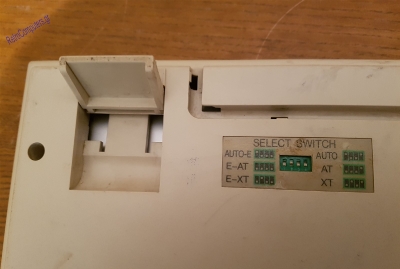 SELECT SWITCH
AUTO-E AUTO
E-AT AT
E-XT XT